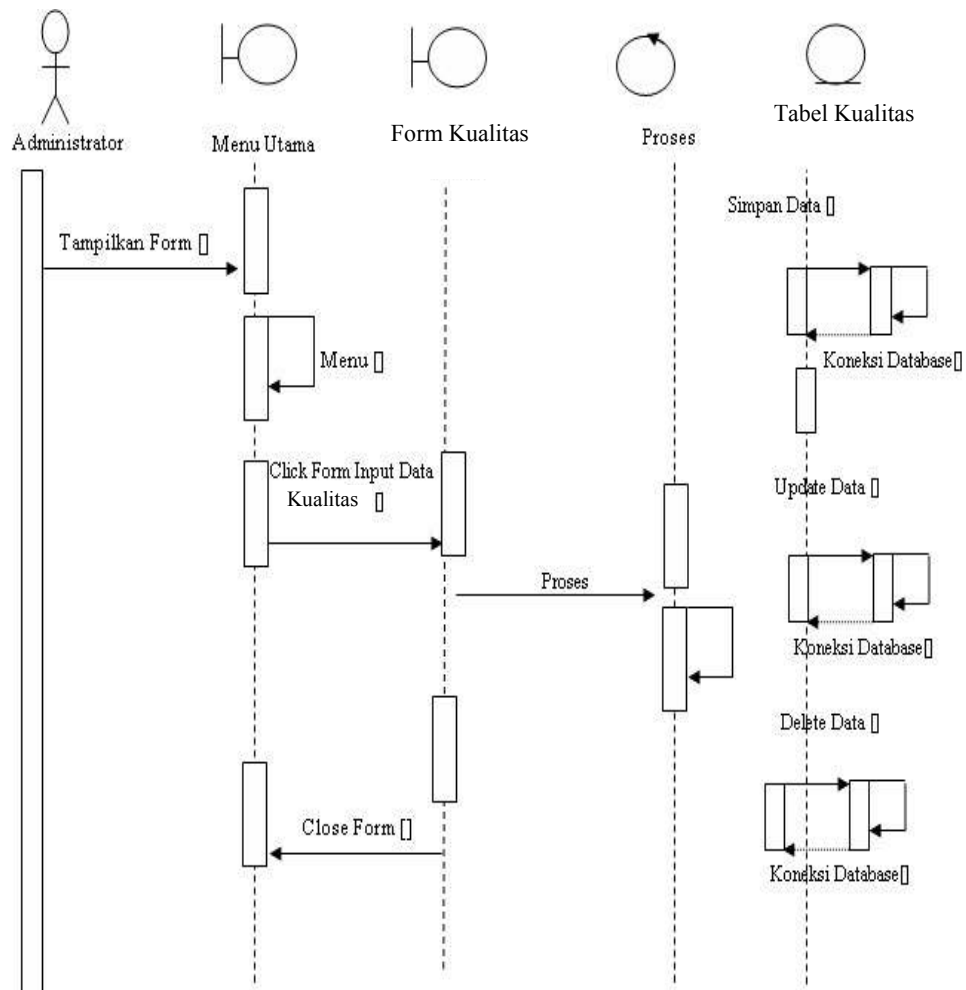 Administrator
Menu Utama
Form Kualitas
Proses
Tabel Kualitas
Simpan Data []
Tampilkan Form []
Menu []
Koneksi Database[]
Click Form Input Data
Kualitas []
Update Data []
Proses
Koneksi Database[]
Delete Data []
Close Form []
Koneksi Database[]